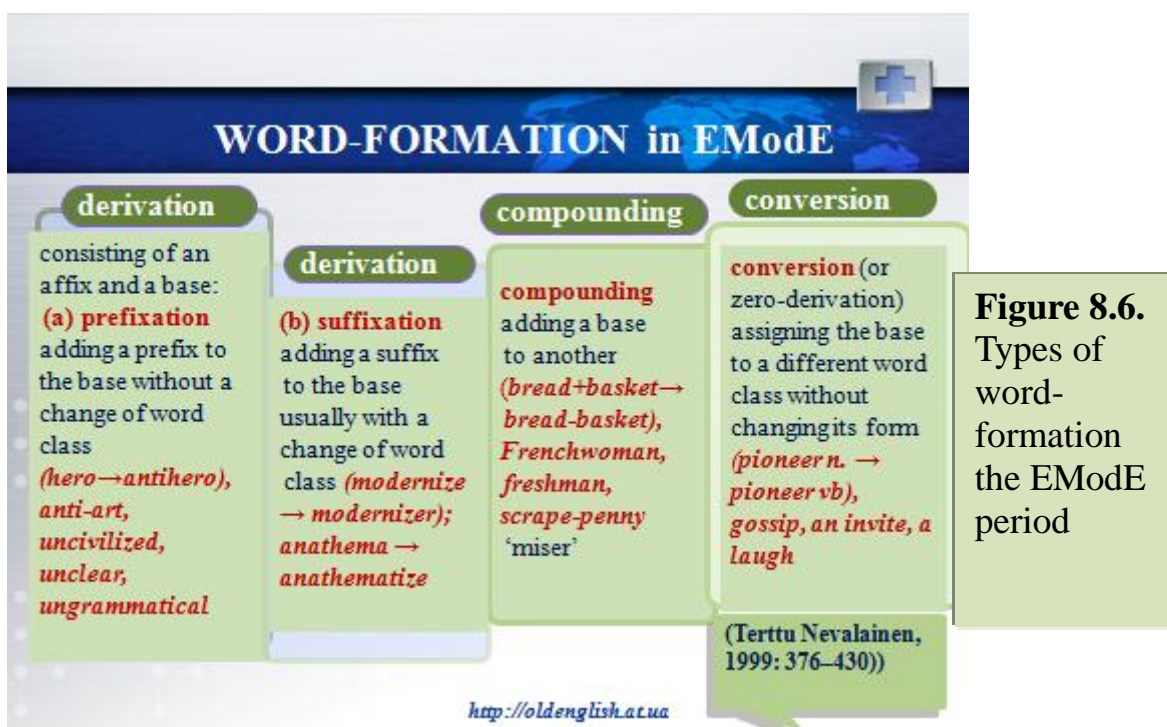 WORD-FORMATION in EModE
derivation
consisting of an
affix and a base:
(a) prefixation
adding a prefix to
the base without a
change of word
class
(hero→antihero),
anti-art,
uncivilized,
unclear,
ungrammatical
derivation
(b) suffixation
adding a suffix
to the base
usually with a
change of word
class (modernize
→ modernizer);
anathema →
anathematize
compounding
compounding
adding a base
to another
(bread+basket→
bread-basket),
Frenchwoman,
freshman,
scrape-penny
‘miser’
conversion
conversion (or
zero-derivation)
assigning the base
to a different word
class without
changing its form
(pioneer n. →
pioneer vb),
gossip, an invite, a
laugh
(Terttu Nevalainen,
1999: 376–430))
http://oldenglish.at.ua
Figure 8.6.
Types of
word-
formation
the EModE
period